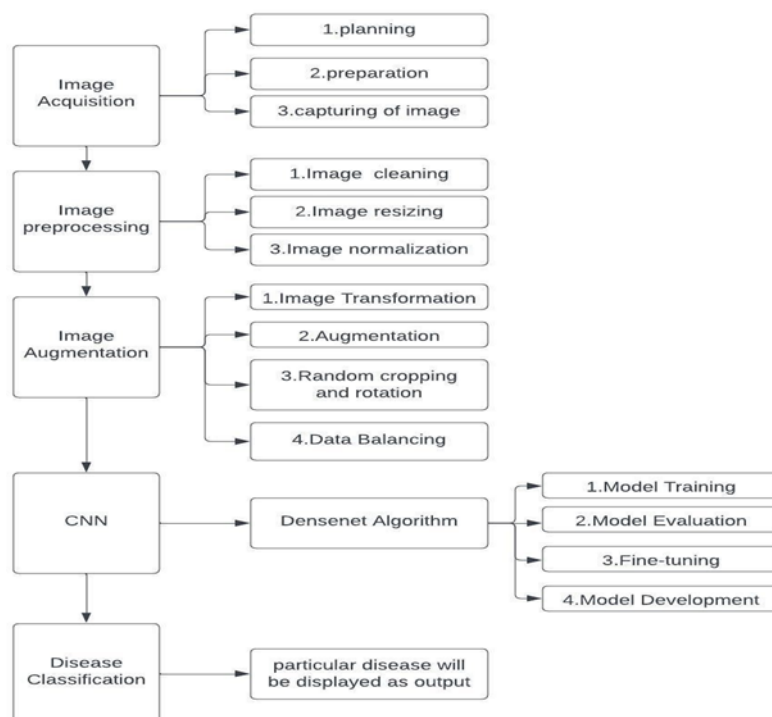 Image
Acquisition
1.planning
2.preparation
3.capturing of image
Image
preprocessing
1.Image cleaning
2.Image resizing
3.Image normalization
Image
Augmentation
1.Image Transformation
2.Augmentation
3.Random cropping
and rotation
4.Data Balancing
CNN
Densenet Algorithm
1.Model Training
2.Model Evaluation
3.Fine-tuning
4.Model Development
Disease
Classification
particular disease will
be displayed as output